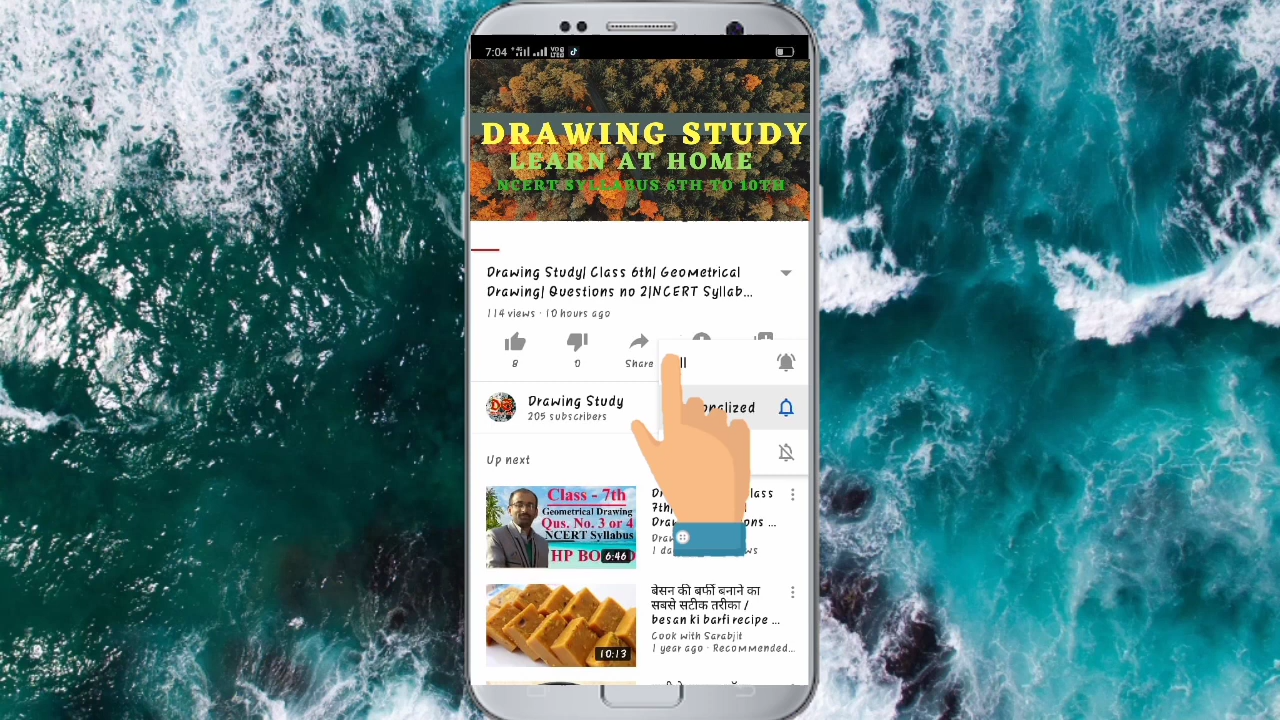 7:04
DRAWING STUDY
LEARN AT HOME
NCERT SYLLABUS 6TH TO 10TH
Drawing Study| Class 6th| Geometrical
Drawing| Questions no 2|NCERT Syllab...
114 views · 10 hours ago
8
0
Share
Drawing Study
205 subscribers
Up next
Class - 7th
Geometrical Drawing
Qus. No. 3 or 4
NCERT Syllabus
6:46
बेसन की बर्फी बनाने का
सबसे सटीक तरीका /
besan ki barfi recipe ...
Cook with Sarabjit
1 year ago · Recommended...
10:13